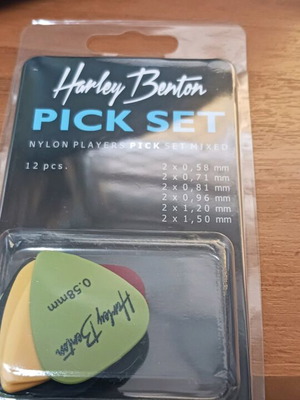 Harley Benton
PICK SET
NYLON PLAYERS PICK SET MIXED
12 pcs.
2 x 0,58 mm
2 x 0,71 mm
2 x 0,81 mm
2 x 0,96 mm
2 x 1,20 mm
2 x 1,50 mm
0.58mm
Harley
Benton